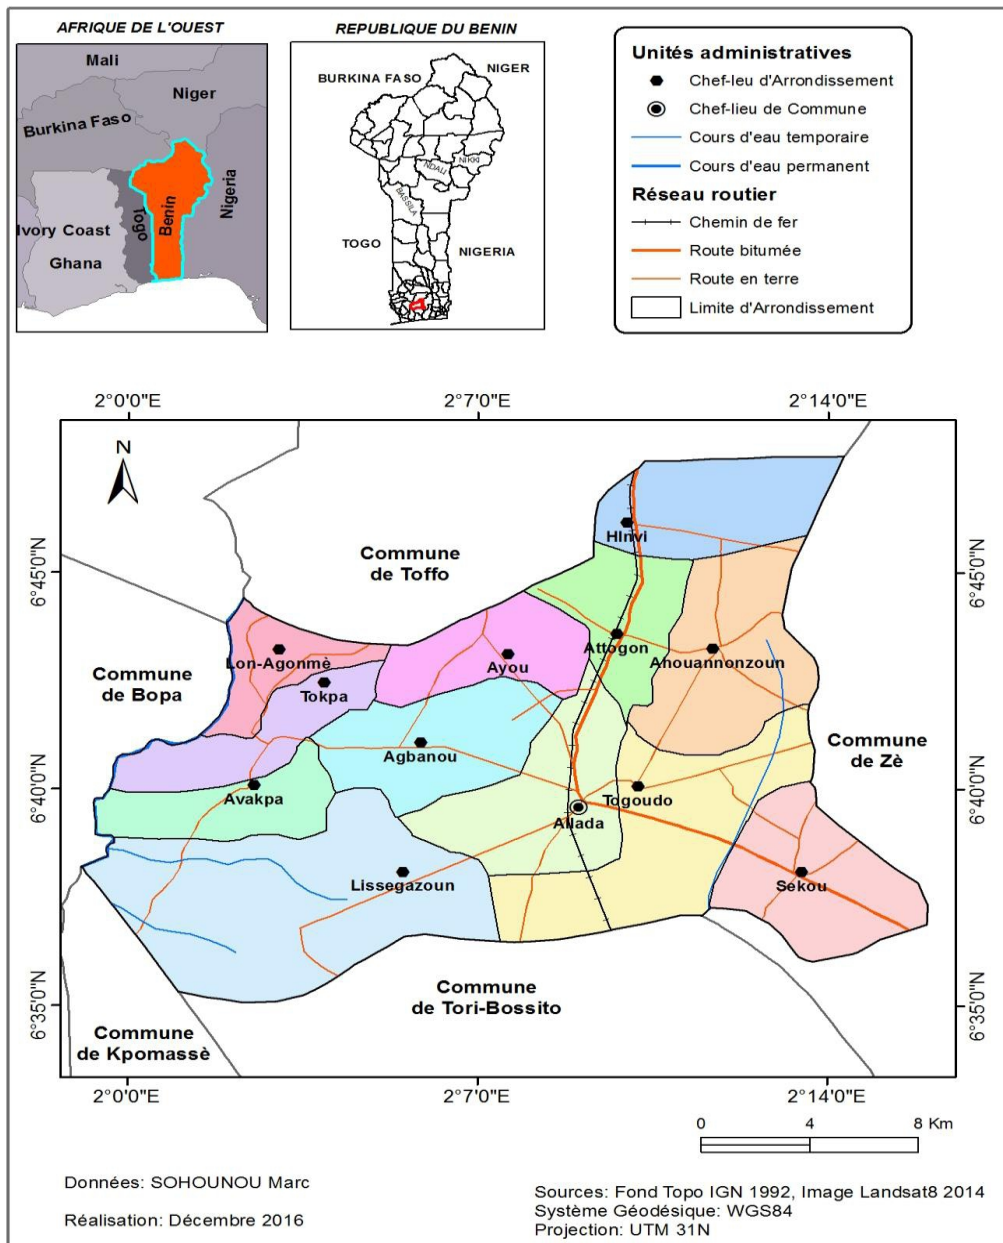 AFRIQUE DE L'OUEST
Mali
Niger
Burkina Faso
Togo
Benin
Nigeria
Ivory Coast
Ghana
REPUBLIQUE DU BENIN
BURKINA FASO
NIGER
NIKKI
NDALI
BASSILA
TOGO
NIGERIA
Unités administratives
Chef-leu d'Arrondissement
Chef-lieu de Commune
Cours d'eau temporaire
Cours d'eau permanent
Réseau routier
Chemin de fer
Route bitumée
Route en terre
Limite d'Arrondissement
2°0'0"E
2°7'0"E
2°14'0"E
N
6°45'0"N
6°45'0"N
6°40'0"N
6°40'0"N
6°35'0"N
6°35'0"N
Commune
de Toffo
HInvi
Commune
de Bopa
Lon-Agonmè
Tokpa
Ayou
Attogon
Ahouannonzoun
Agbanou
Commune
de Zè
Avakpa
Togoudo
Allada
Lissegazoun
Sekou
Commune
de Tori-Bossito
Commune
de Kpomassè
2°0'0"E
2°7'0"E
2°14'0"E
0
4
8 Km
Données: SOHOUNOU Marc
Réalisation: Décembre 2016
Sources: Fond Topo IGN 1992, Image Landsat8 2014
Système Géodésique: WGS84
Projection: UTM 31N